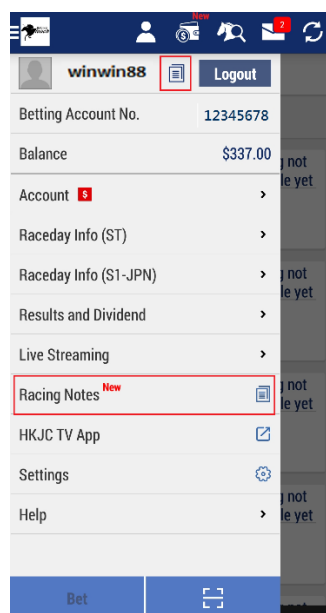 New
2
winwin88 Logout
Betting Account No. 12345678
Balance $337.00
g not
le yet
Account $
Raceday Info (ST)
Raceday Info (S1-JPN)
g not
le yet
Results and Dividend
Live Streaming
Racing Notes New
g not
le yet
HKJC TV App
Settings
g not
le yet
Help
Bet